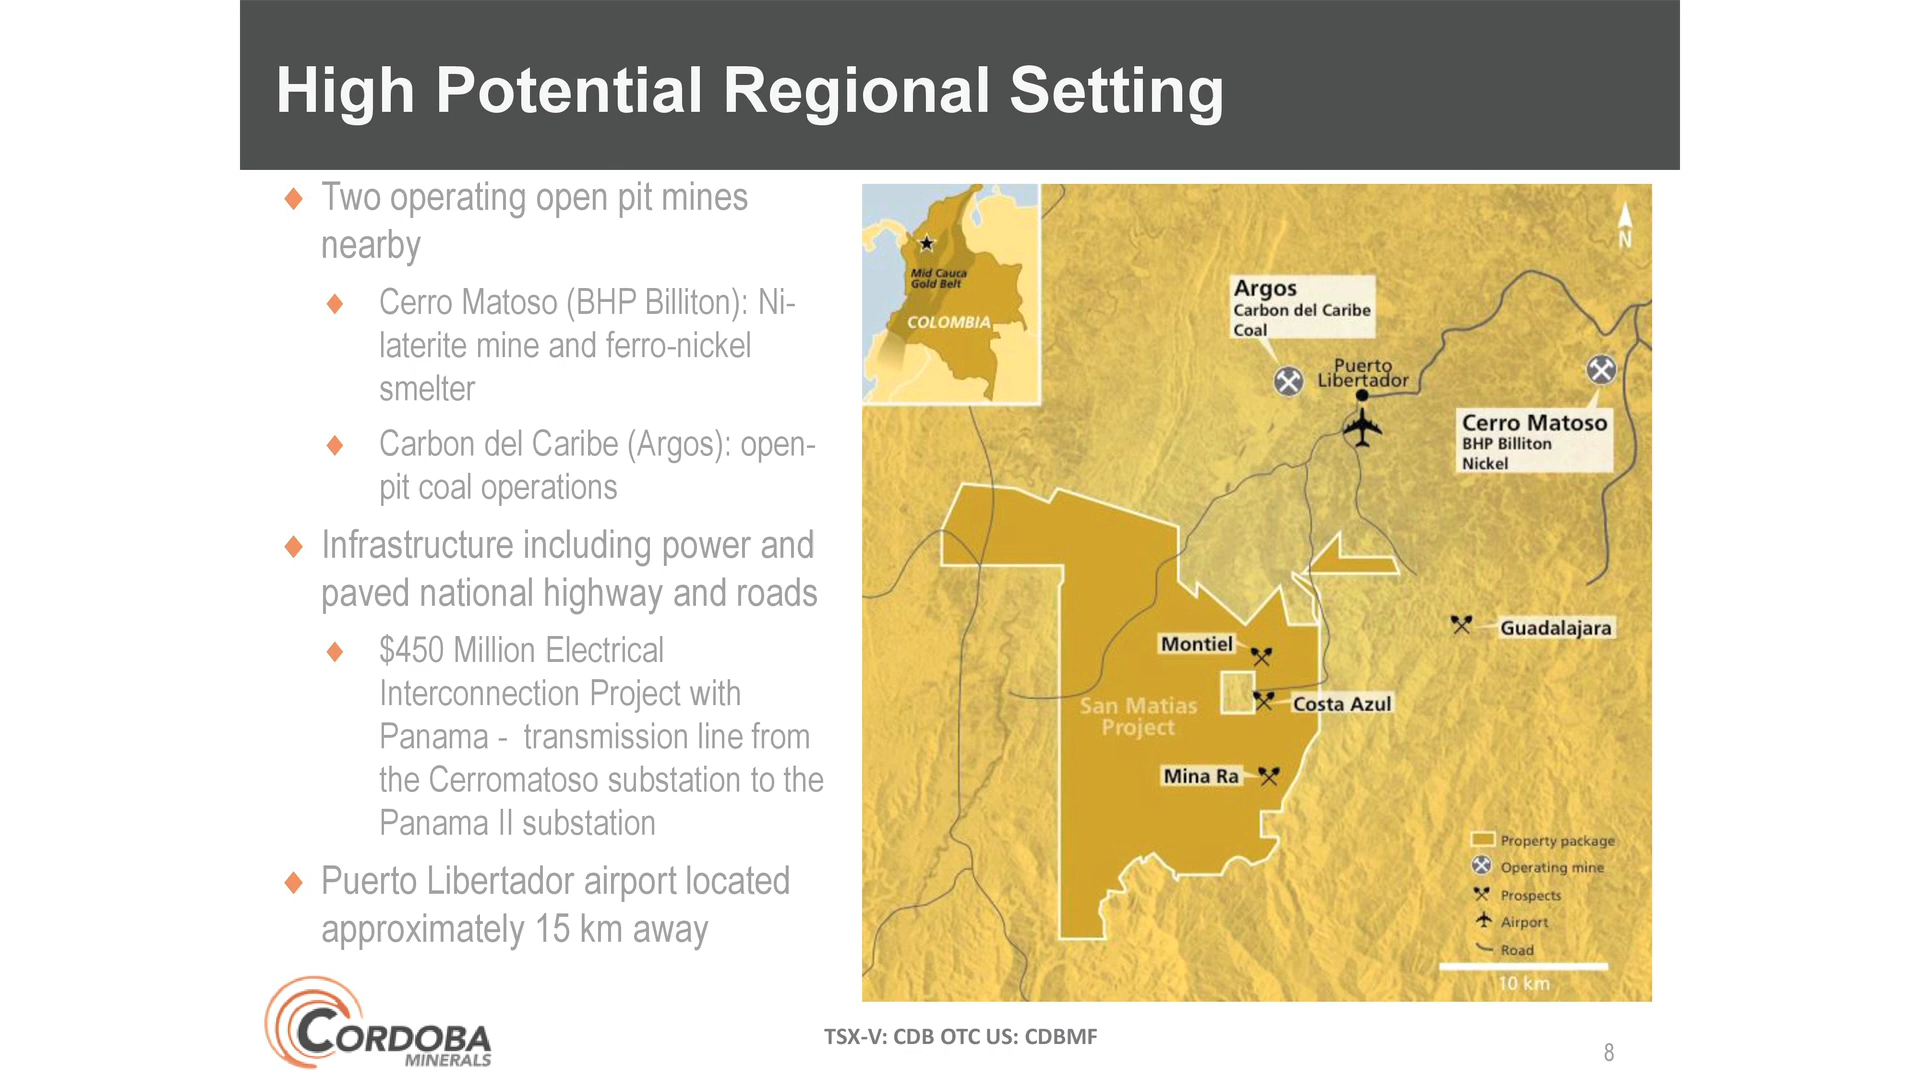 High Potential Regional Setting
♦ Two operating open pit mines
nearby
♦ Cerro Matoso (BHP Billiton): Ni-
laterite mine and ferro-nickel
smelter
♦ Carbon del Caribe (Argos): open-
pit coal operations
♦ Infrastructure including power and
paved national highway and roads
♦ $450 Million Electrical
Interconnection Project with
Panama - transmission line from
the Cerromatoso substation to the
Panama II substation
♦ Puerto Libertador airport located
approximately 15 km away
Mid Cauca
Gold Belt
COLOMBIA
N
Argos
Carbon del Caribe
Coal
Puerto
Libertador
Cerro Matoso
BHP Billiton
Nickel
Guadalajara
Montiel
San Matias
Project
Costa Azul
Mina Ra
Property package
Operating mine
Prospects
Airport
Road
10 km
CORDOBA
MINERALS
TSX-V: CDB OTC US: CDBMF
8